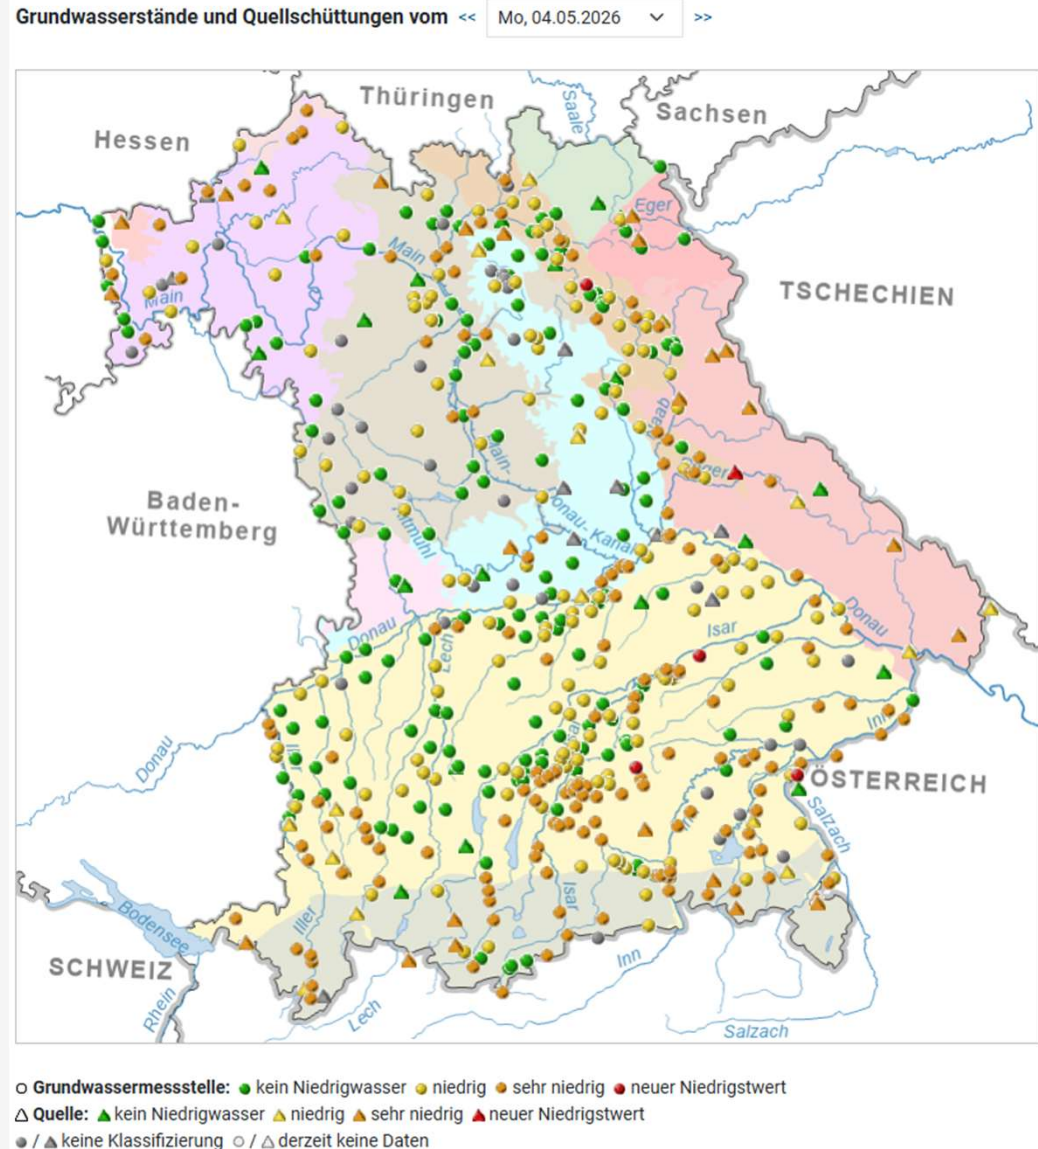 Grundwasserstände und Quellschüttungen vom << Mo, 04.05.2026 >>
Thüringen
Saale
Sachsen
Hessen
Eger
Main
TSCHECHIEN
Main
Naab
Main-
Baden-
Württemberg
Donau-Kanal
Altmühl
Donau
Isar
Donau
Lech
Inn
Donau
Iller
Isar
ÖSTERREICH
Salzach
Inn
Bodensee
Iller
Isar
SCHWEIZ
Inn
Rhein
Lech
Salzach
Grundwassermessstelle: kein Niedrigwasser niedrig sehr niedrig neuer Niedrigstwert
Quelle: kein Niedrigwasser niedrig sehr niedrig neuer Niedrigstwert
/ keine Klassifizierung / derzeit keine Daten